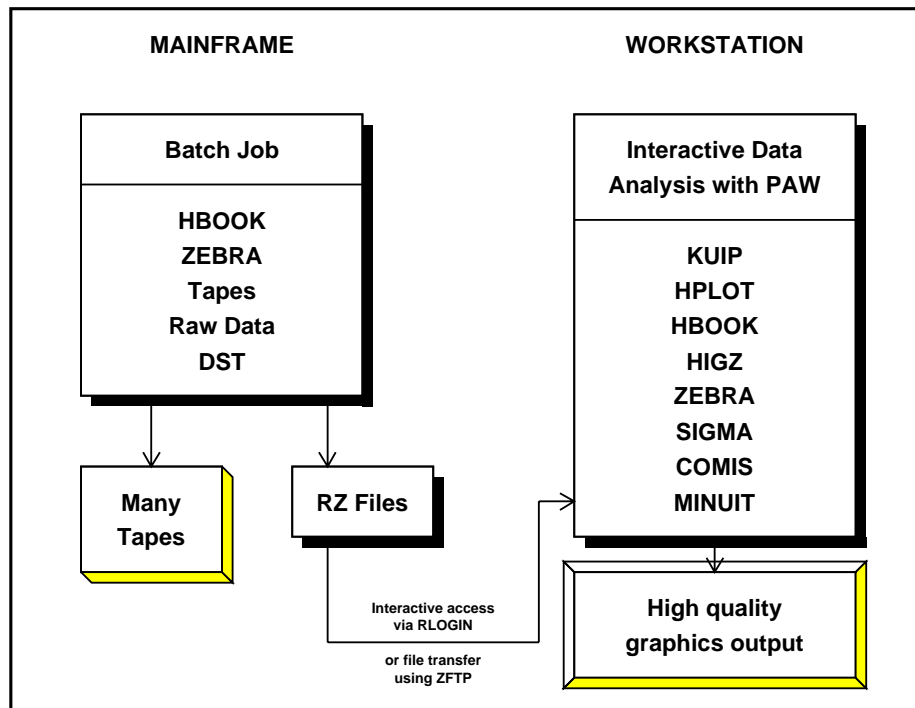 MAINFRAME
WORKSTATION
Batch Job
HBOOK
ZEBRA
Tapes
Raw Data
DST
Many
Tapes
RZ Files
Interactive access
via RLOGIN
or file transfer
using ZFTP
Interactive Data
Analysis with PAW
KUIP
HPLOT
HBOOK
HIGZ
ZEBRA
SIGMA
COMIS
MINUIT
High quality
graphics output